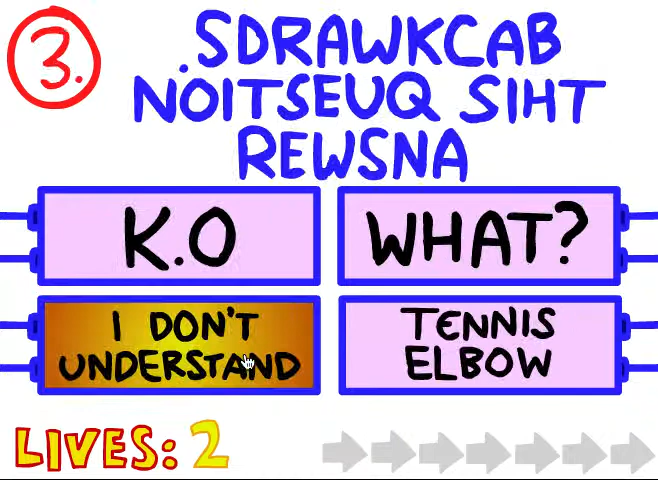 3.
.SDRAWKCAB
NOITSEUQ SIHT
REWSNA
K.O
WHAT?
I DON'T
UNDERSTAND
TENNIS
ELBOW
LIVES: 2